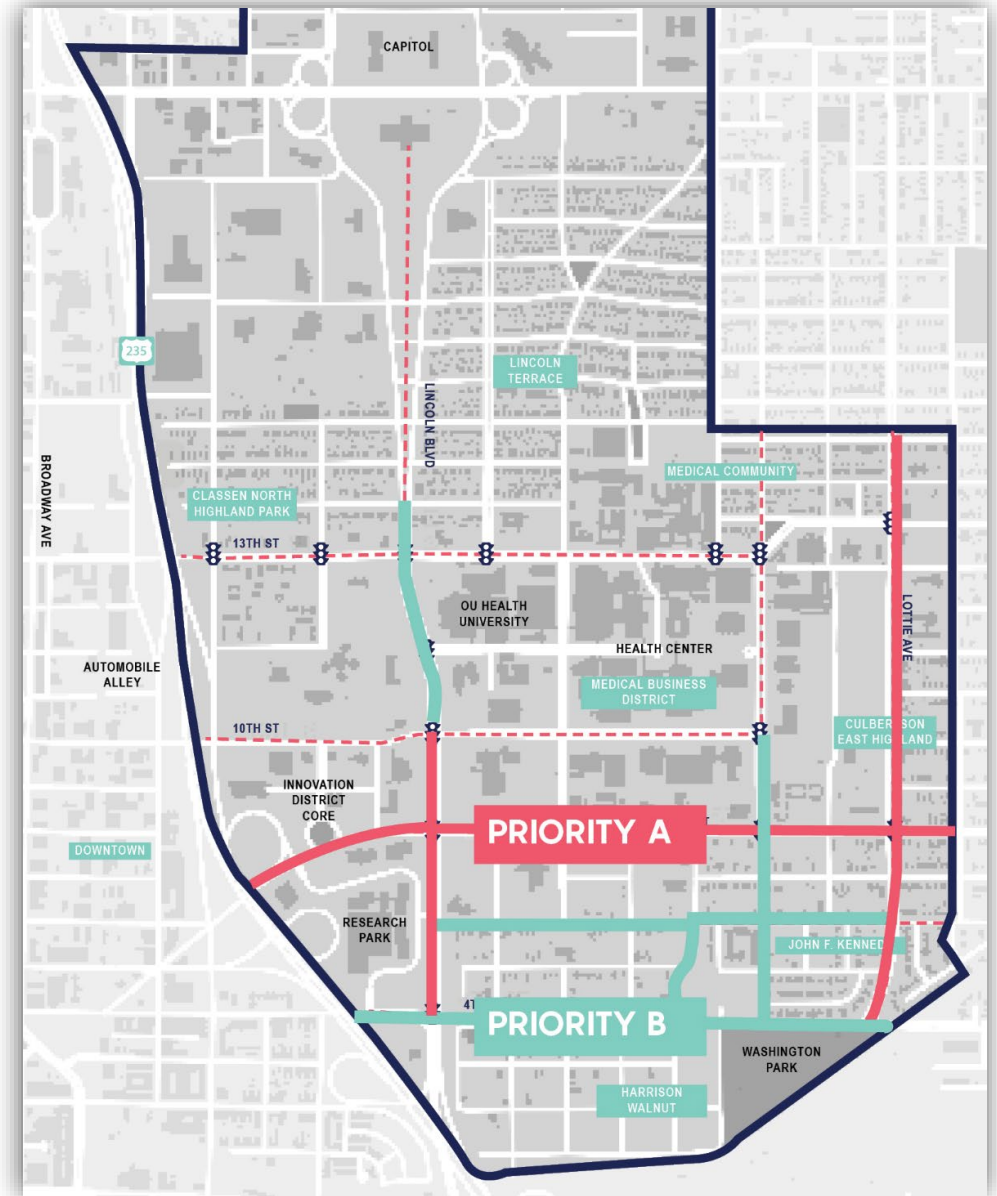 CAPITOL
235
LINCOLN
TERRACE
LINCOLN BLVD
BROADWAY AVE
MEDICAL COMMUNITY
CLASSEN NORTH
HIGHLAND PARK
13TH ST
OU HEALTH
UNIVERSITY
LOTTIE AVE
HEALTH CENTER
AUTOMOBILE
ALLEY
MEDICAL BUSINESS
DISTRICT
10TH ST
CULBER SON
EAST HIGHLAND
INNOVATION
DISTRICT
CORE
PRIORITY A
DOWNTOWN
RESEARCH
PARK
JOHN F. KENNED
PRIORITY B
WASHINGTON
PARK
HARRISON
WALNUT